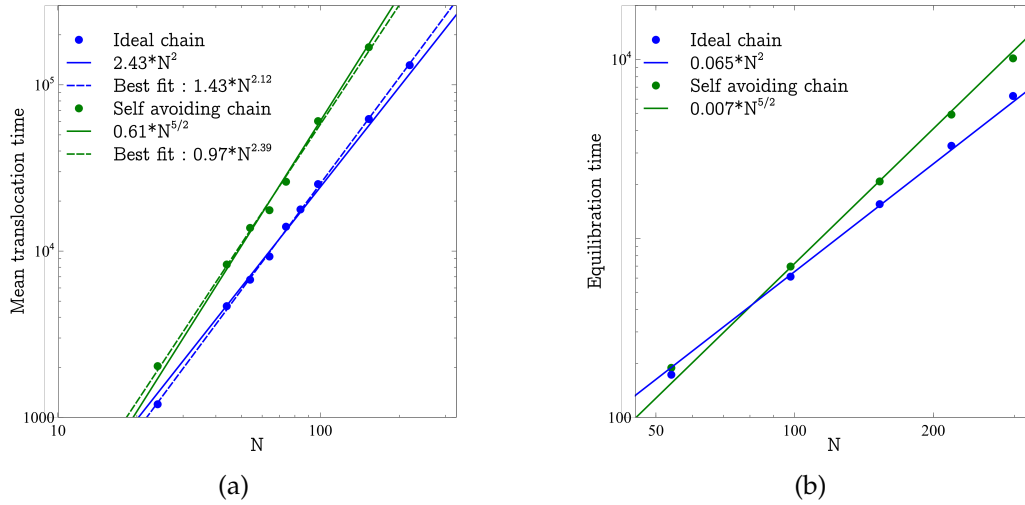 Mean translocation time
10^5
10^4
1000
Ideal chain
2.43*N^2
Best fit : 1.43*N^2.12
Self avoiding chain
0.61*N^5/2
Best fit : 0.97*N^2.39
10
100
N
(a)
Equilibration time
10^4
100
Ideal chain
0.065*N^2
Self avoiding chain
0.007*N^5/2
50
100
200
N
(b)